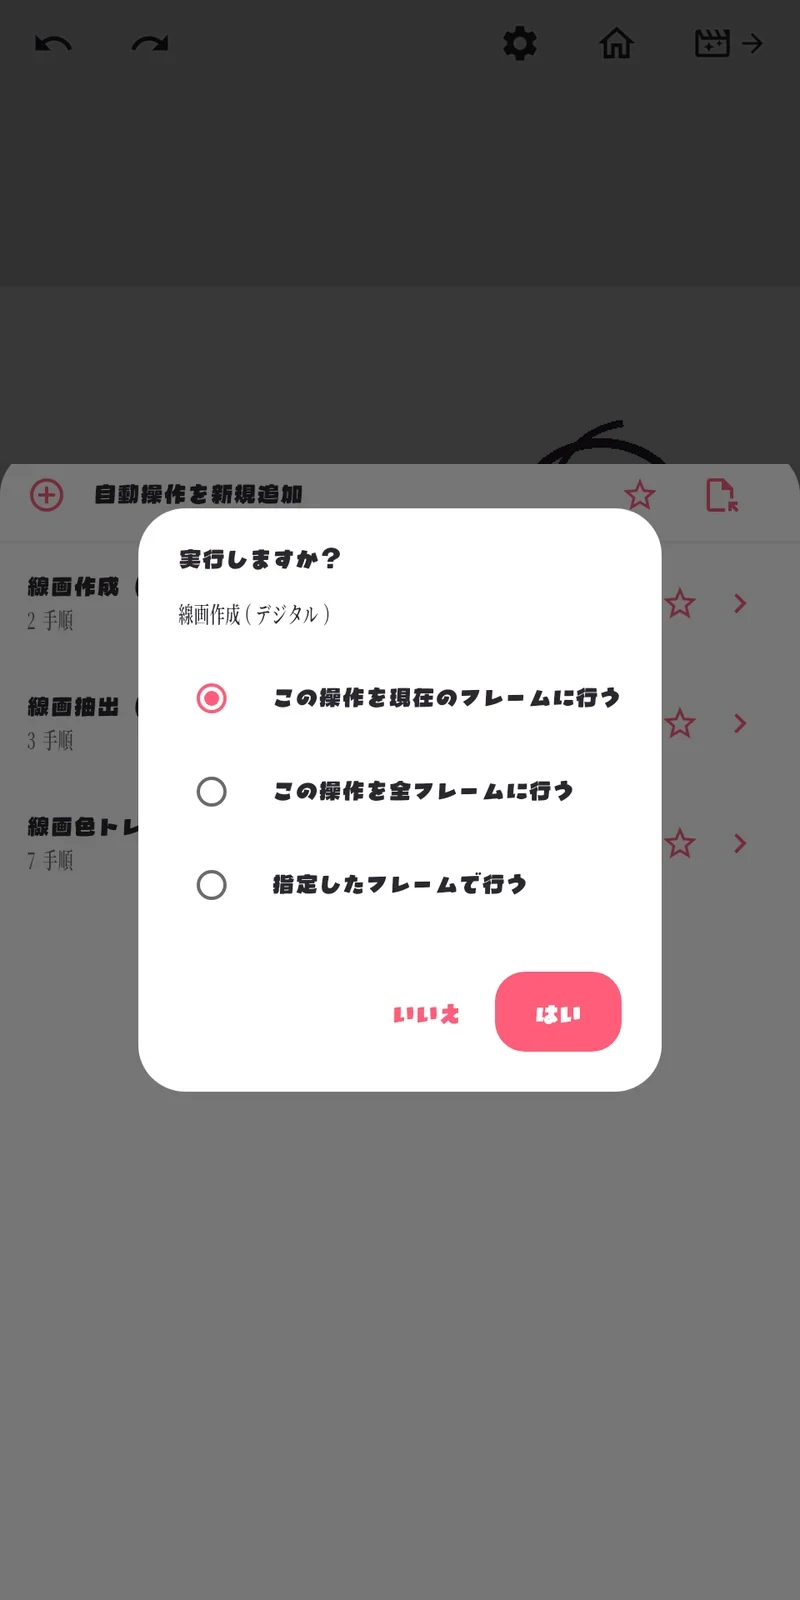 自動操作を新規追加
実行しますか？
線画作成（デジタル）
線画作成（
2 手順
この操作を現在のフレームに行う
線画抽出（
3 手順
この操作を全フレームに行う
線画色トレ
7 手順
指定したフレームで行う
いいえ
はい